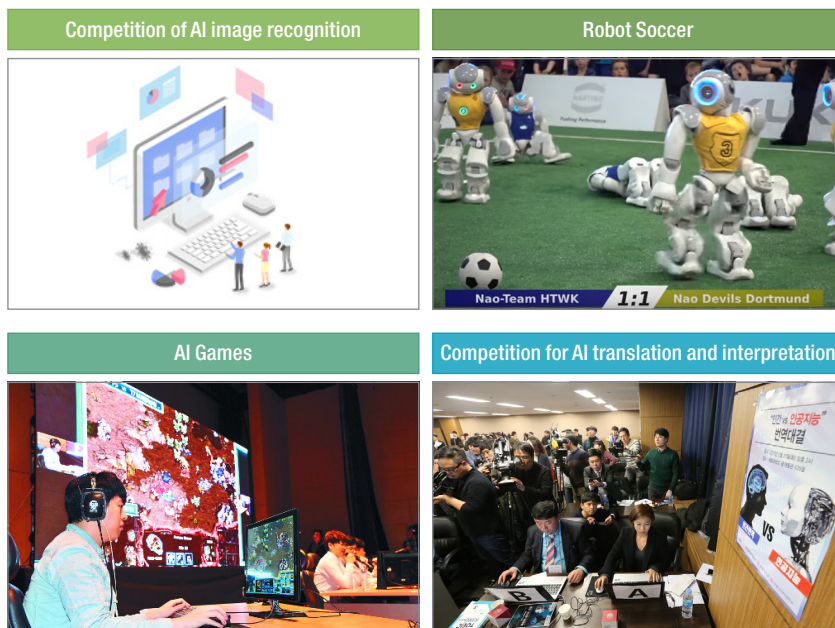 Competition of AI image recognition
Robot Soccer
3
Nao-Team HTWK 1:1 Nao Devils Dortmund
AI Games
Competition for AI translation and interpretation
"인간 vs 인공지능"
번역대결
VS
인공지능
B
A